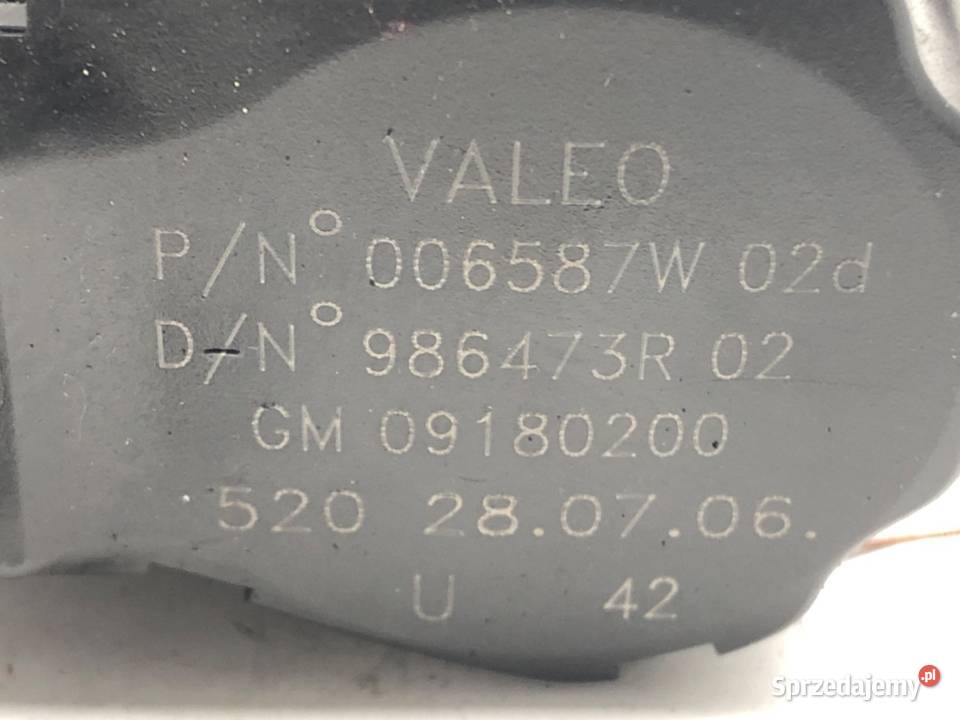 VALEO
P/N° 006587W 02d
D/N° 986473R 02
GM 09180200
520 28.07.06.
U 42
Sprzedajemy.pl